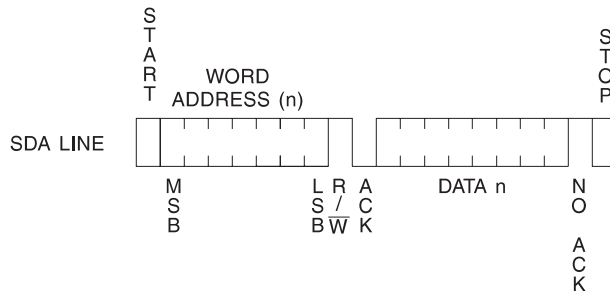 START
WORD
ADDRESS (n)
STOP
SDA LINE
MSB
LSB
R/W
ACK
DATA n
NO ACK